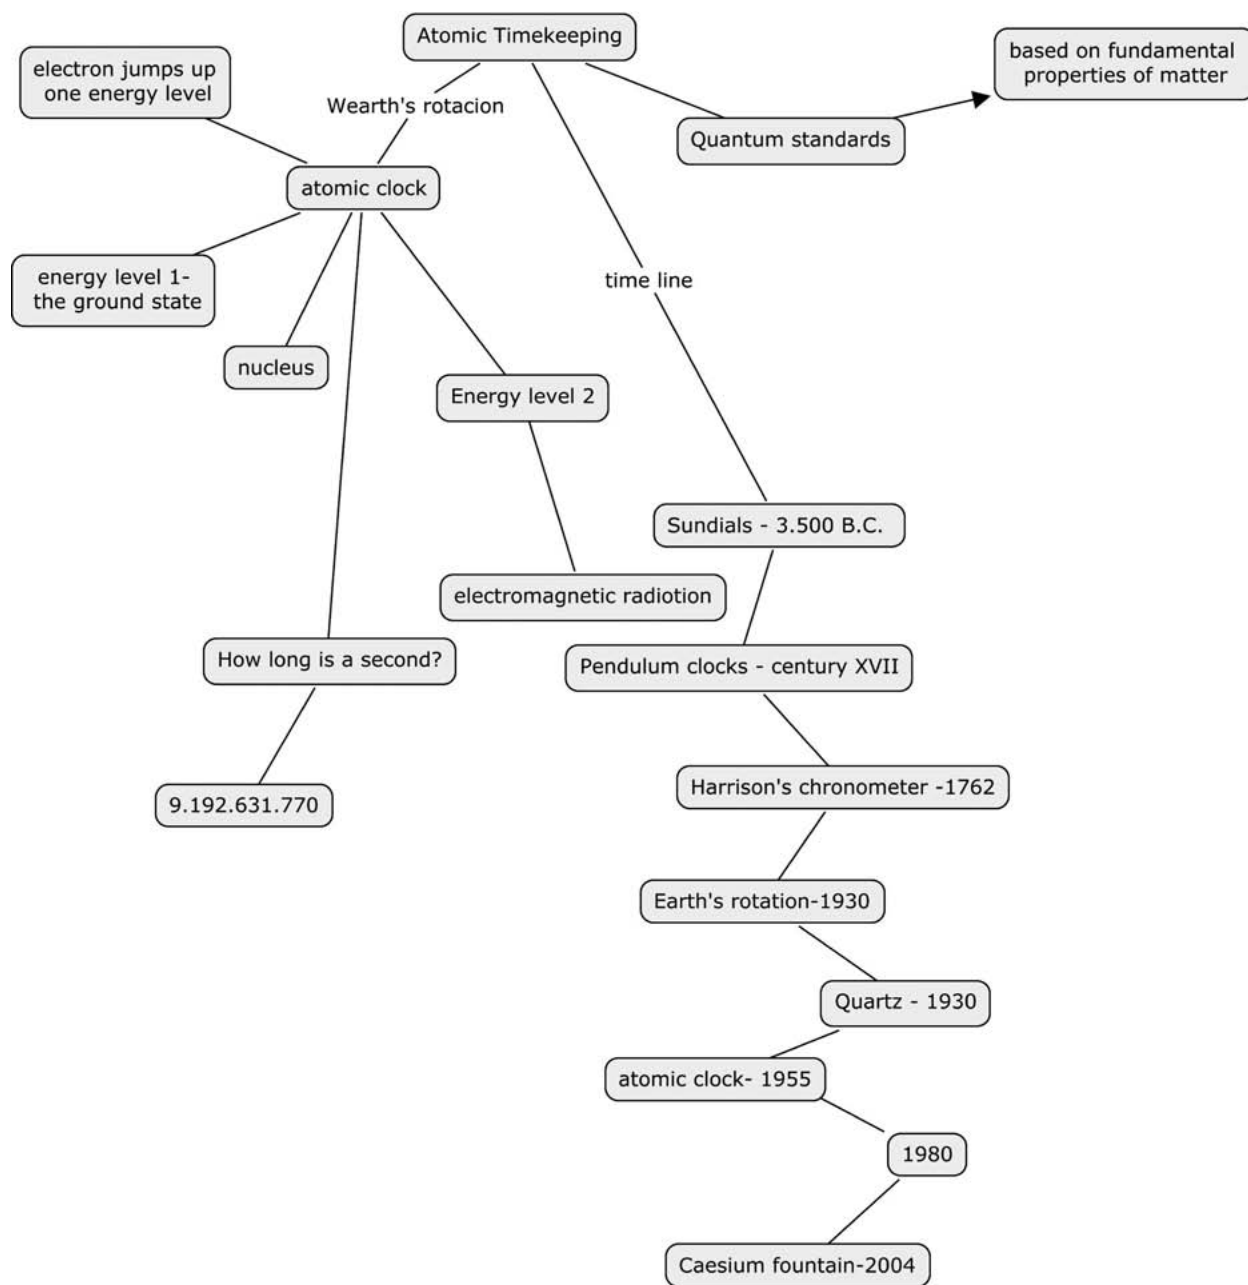 Atomic Timekeeping
based on fundamental
properties of matter
electron jumps up
one energy level
Wearth's rotacion
Quantum standards
atomic clock
energy level 1-
the ground state
time line
nucleus
Energy level 2
Sundials - 3.500 B.C.
electromagnetic radiotion
How long is a second?
Pendulum clocks - century XVII
9.192.631.770
Harrison's chronometer -1762
Earth's rotation-1930
Quartz - 1930
atomic clock- 1955
1980
Caesium fountain-2004